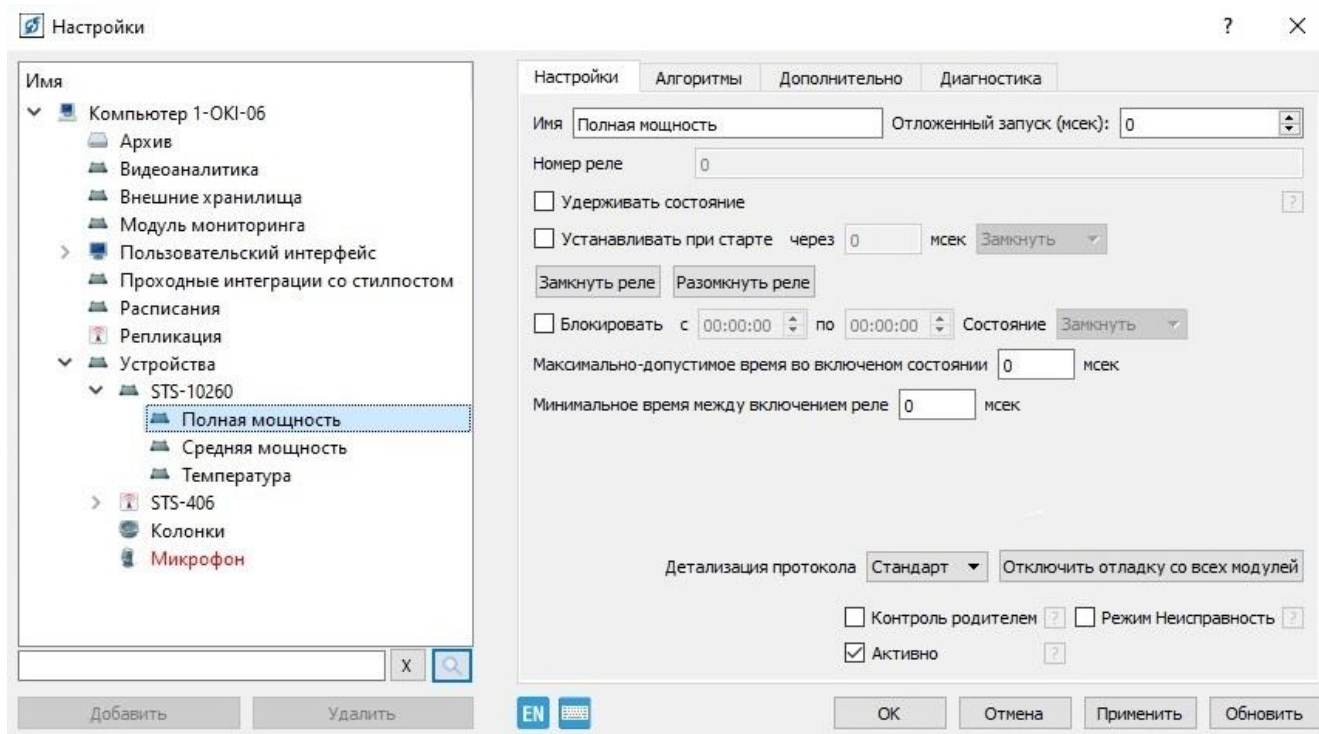 Настройки
? X
Имя
Компьютер 1-OKI-06
Архив
Видеоаналитика
Внешние хранилища
Модуль мониторинга
Пользовательский интерфейс
Проходные интеграции со стилпостом
Расписания
Репликация
Устройства
STS-10260
Полная мощность
Средняя мощность
Температура
STS-406
Колонки
Микрофон
X
Добавить Удалить
Настройки Алгоритмы Дополнительно Диагностика
Имя Полная мощность Отложенный запуск (мсек): 0
Номер реле 0
Удерживать состояние ?
Устанавливать при старте через 0 мсек Замкнуть
Замкнуть реле Разомкнуть реле
Блокировать с 00:00:00 по 00:00:00 Состояние Замкнуть
Максимально-допустимое время во включеном состоянии 0 мсек
Минимальное время между включением реле 0 мсек
Детализация протокола Стандарт Отключить отладку со всех модулей
Контроль родителем ? Режим Неисправность ?
Активно ?
EN OK Отмена Применить Обновить